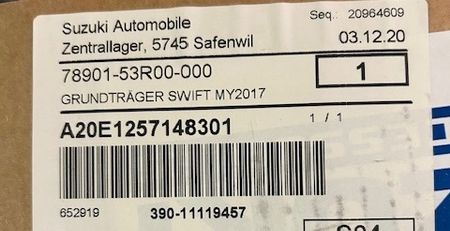 Suzuki Automobile
Seq.: 20964609
Zentrallager, 5745 Safenwil
03.12.20
78901-53R00-000
1
GRUNDTRÄGER SWIFT MY2017
A20E1257148301
1 / 1
652919
390-11119457